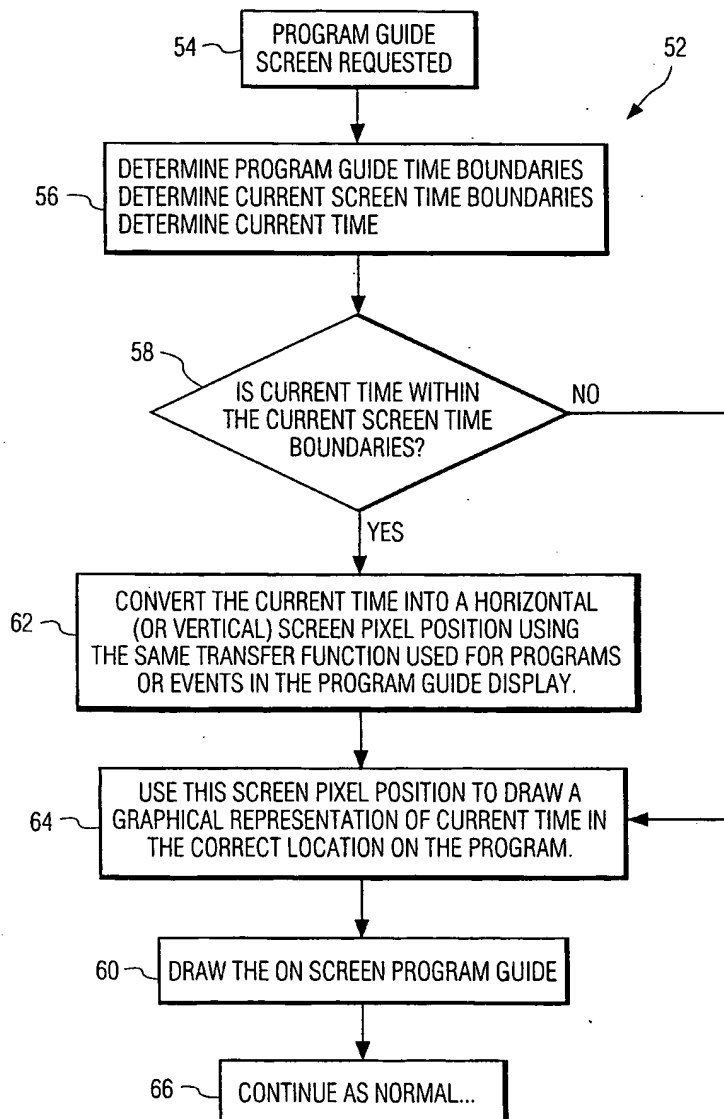 54
PROGRAM GUIDE
SCREEN REQUESTED
52
56
DETERMINE PROGRAM GUIDE TIME BOUNDARIES
DETERMINE CURRENT SCREEN TIME BOUNDARIES
DETERMINE CURRENT TIME
58
IS CURRENT TIME WITHIN
THE CURRENT SCREEN TIME
BOUNDARIES?
NO
YES
62
CONVERT THE CURRENT TIME INTO A HORIZONTAL
(OR VERTICAL) SCREEN PIXEL POSITION USING
THE SAME TRANSFER FUNCTION USED FOR PROGRAMS
OR EVENTS IN THE PROGRAM GUIDE DISPLAY.
64
USE THIS SCREEN PIXEL POSITION TO DRAW A
GRAPHICAL REPRESENTATION OF CURRENT TIME IN
THE CORRECT LOCATION ON THE PROGRAM.
60
DRAW THE ON SCREEN PROGRAM GUIDE
66
CONTINUE AS NORMAL...